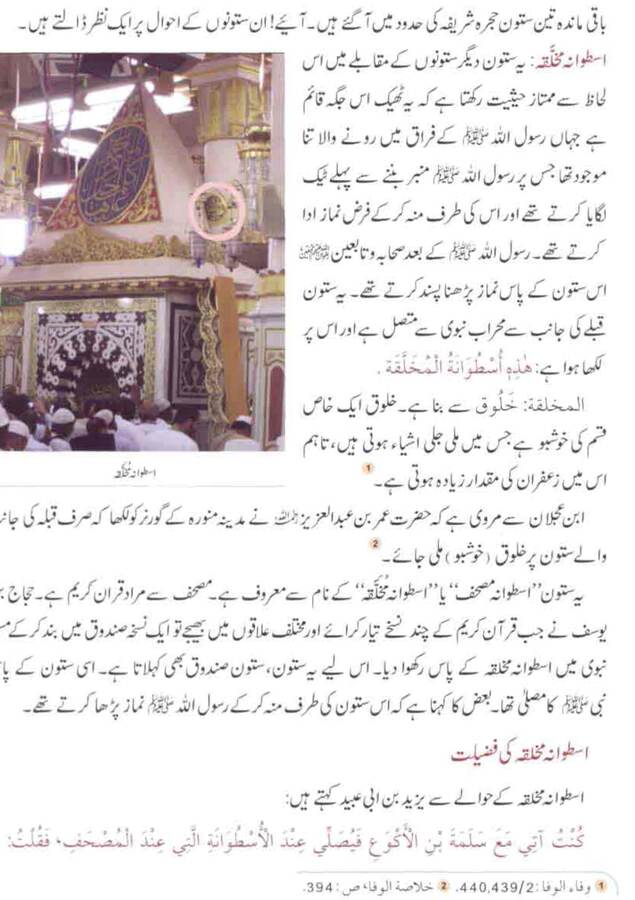 باقی ماندہ تین ستون حجرہ شریفہ کی حدود میں آ گئے ہیں۔ آیئے! ان ستونوں کے احوال پر ایک نظر ڈالتے ہیں۔
اسطوانہ مخلَّقہ: یہ ستون دیگر ستونوں کے مقابلے میں اس
لحاظ سے ممتاز حیثیت رکھتا ہے کہ یہ ٹھیک اس جگہ قائم
ہے جہاں رسول اللہ ﷺ کے فراق میں رونے والا تنا
موجود تھا جس پر رسول اللہ ﷺ منبر بننے سے پہلے ٹیک
لگایا کرتے تھے اور اس کی طرف منہ کر کے فرض نماز ادا
کرتے تھے۔ رسول اللہ ﷺ کے بعد صحابہ و تابعین
اس ستون کے پاس نماز پڑھنا پسند کرتے تھے۔ یہ ستون
قبلے کی جانب سے محراب نبوی سے متصل ہے اور اس پر
لکھا ہوا ہے: هٰذِهِ أُسْطُوَانَةُ الْمُخَلَّقَة .
المخلقة: خَلُوق سے بنا ہے۔ خلوق ایک خاص
قسم کی خوشبو ہے جس میں ملی جلی اشیاء ہوتی ہیں، تاہم
اس میں زعفران کی مقدار زیادہ ہوتی ہے۔ 1
اسطوانہ مُخلَّقہ
ابن عجلان سے مروی ہے کہ حضرت عمر بن عبدالعزیز رحمہ اللہ نے مدینہ منورہ کے گورنر کو لکھا کہ صرف قبلہ کی جانب
والے ستون پر خلوق (خوشبو) ملی جائے۔ 2
یہ ستون ''اسطوانہ مصحف'' یا ''اسطوانہ مُخلَّقہ'' کے نام سے معروف ہے۔ مصحف سے مراد قرآن کریم ہے۔ حجاج
یوسف نے جب قرآن کریم کے چند نسخے تیار کرائے اور مختلف علاقوں میں بھیجے تو ایک نسخہ صندوق میں بند کر کے
نبوی میں اسطوانہ مخلقہ کے پاس رکھوا دیا۔ اس لیے یہ ستون، ستون صندوق بھی کہلاتا ہے۔ اسی ستون کے
نبی ﷺ کا مصلیٰ تھا۔ بعض کا کہنا ہے کہ اس ستون کی طرف منہ کر کے رسول اللہ ﷺ نماز پڑھا کرتے تھے۔
اسطوانہ مخلقہ کی فضیلت
اسطوانہ مخلقہ کے حوالے سے یزید بن ابی عبید کہتے ہیں:
كُنْتُ آتِي مَعَ سَلَمَةَ بْنِ الْأَكْوَعِ فَيُصَلِّي عِنْدَ الْأُسْطُوَانَةِ الَّتِي عِنْدَ الْمُصْحَفِ، فَقُلْتُ:
1 وفاء الوفا: 440,439/2. 2 خلاصة الوفا، ص: 394.